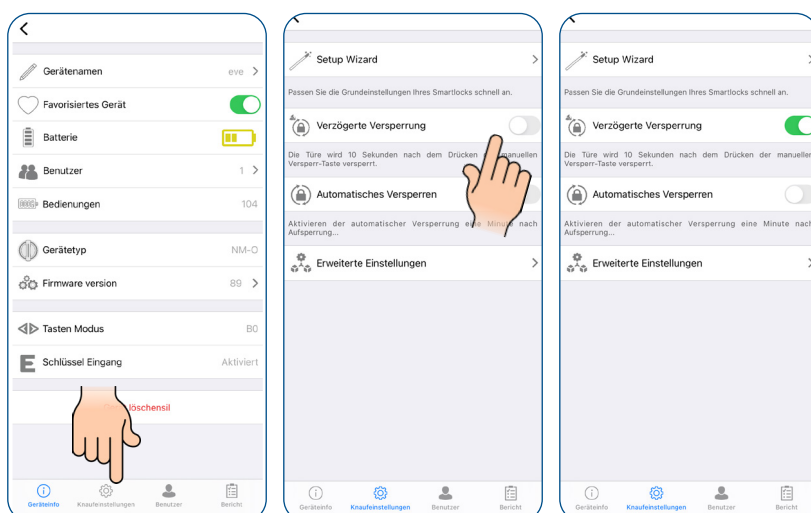 Gerätenamen eve
Favorisiertes Gerät
Batterie
Benutzer 1
Bedienungen 104
Gerätetyp NM-O
Firmware version 89
Tasten Modus B0
E Schlüssel Eingang Aktiviert
löschensil
Geräteinfo Knaufeinstellungen Benutzer Bericht
Setup Wizard
Passen Sie die Grundeinstellungen Ihres Smartlocks schnell an.
Verzögerte Versperrung
Die Türe wird 10 Sekunden nach dem Drücken manuellen
Versperr-Taste versperrt.
Automatisches Versperren
Aktivieren der automatischer Versperrung eine Minute nach
Aufsperrung...
Erweiterte Einstellungen
Geräteinfo Knaufeinstellungen Benutzer Bericht
Setup Wizard
Passen Sie die Grundeinstellungen Ihres Smartlocks schnell an.
Verzögerte Versperrung
Die Türe wird 10 Sekunden nach dem Drücken der manuellen
Versperr-Taste versperrt.
Automatisches Versperren
Aktivieren der automatischer Versperrung eine Minute nach
Aufsperrung...
Erweiterte Einstellungen
Geräteinfo Knaufeinstellungen Benutzer Bericht